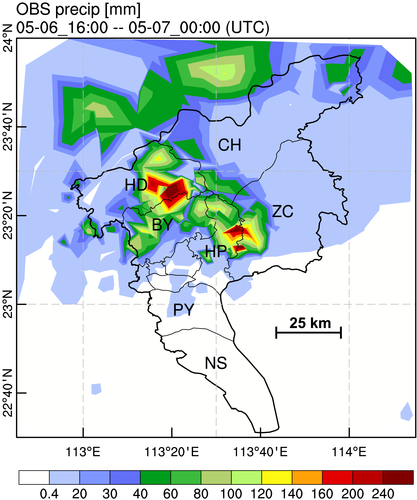 OBS precip [mm]
05-06_16:00 -- 05-07_00:00 (UTC)
24°N
23°40'N
23°20'N
23°N
22°40'N
CH
HD
ZC
BY
HP
PY
25 km
NS
113°E
113°20'E
113°40'E
114°E
0.4 20 30 40 60 80 100 120 140 160 200 240